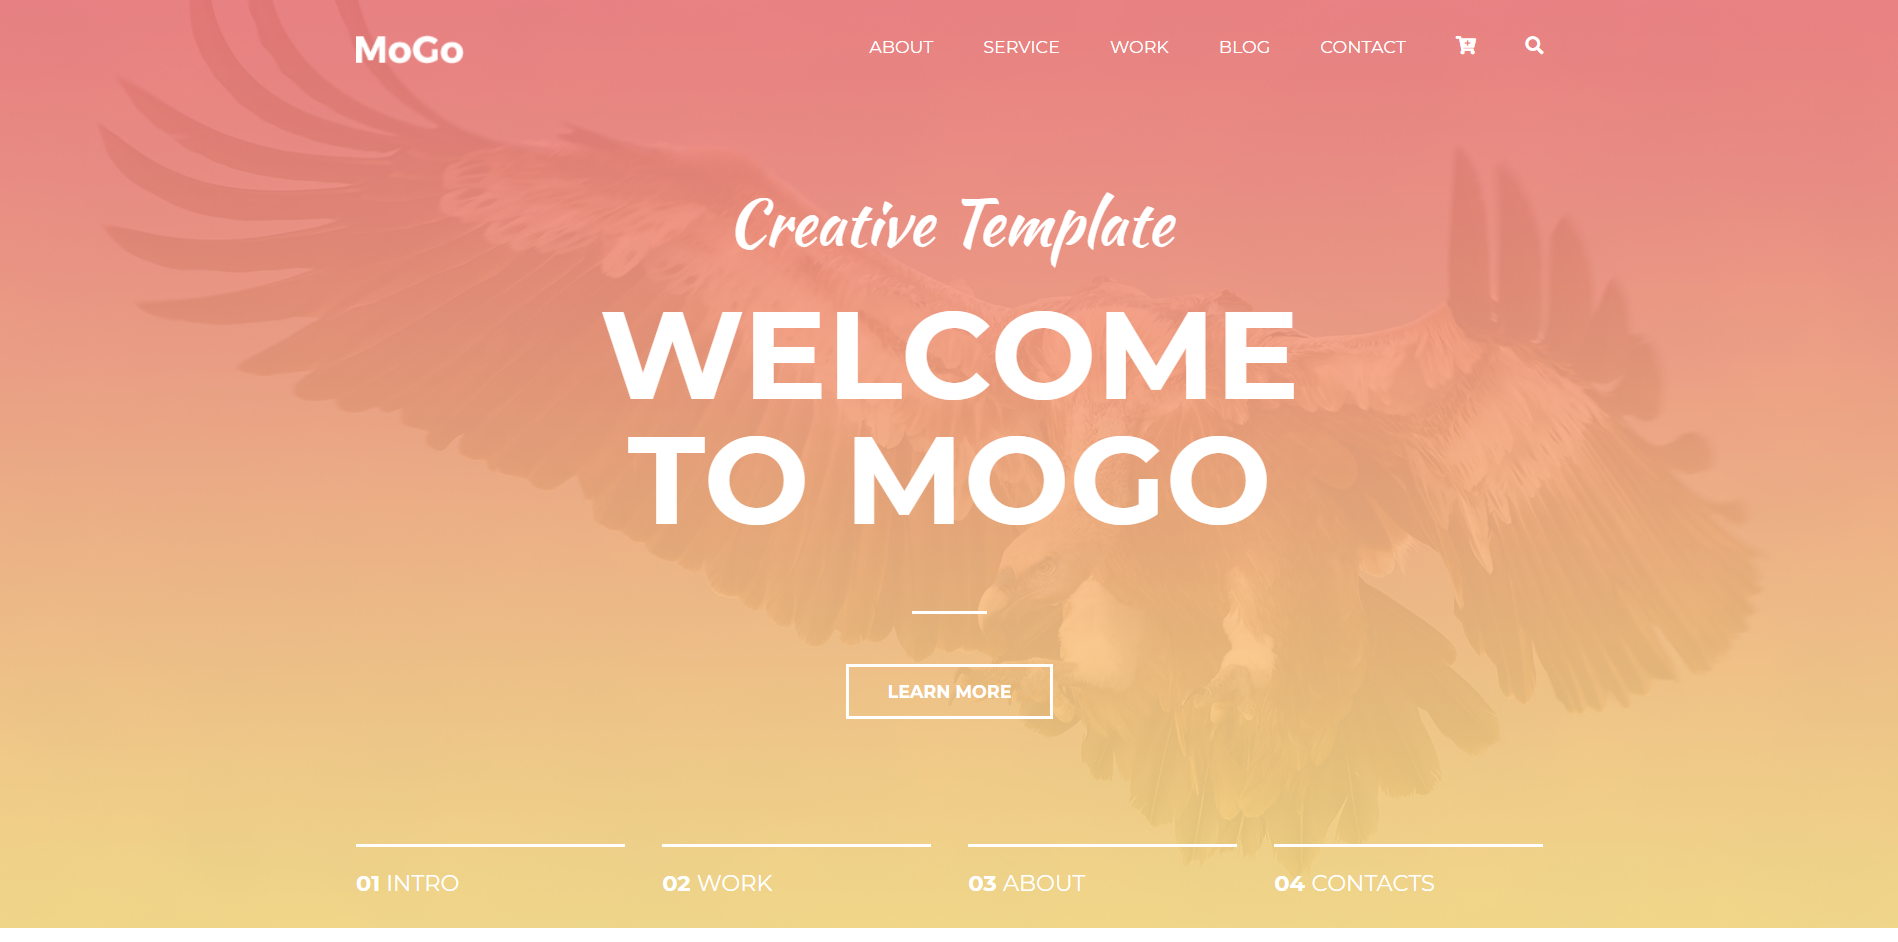 MoGo
ABOUT SERVICE WORK BLOG CONTACT
Creative Template
WELCOME
TO MOGO
LEARN MORE
01 INTRO
02 WORK
03 ABOUT
04 CONTACTS